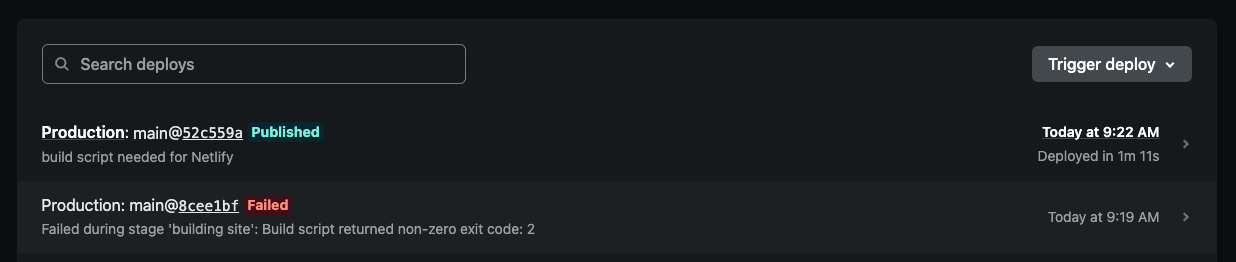 Search deploys
Trigger deploy
Production: main@52c559a Published
Today at 9:22 AM
build script needed for Netlify
Deployed in 1m 11s
Production: main@8cee1bf Failed
Today at 9:19 AM
Failed during stage 'building site': Build script returned non-zero exit code: 2